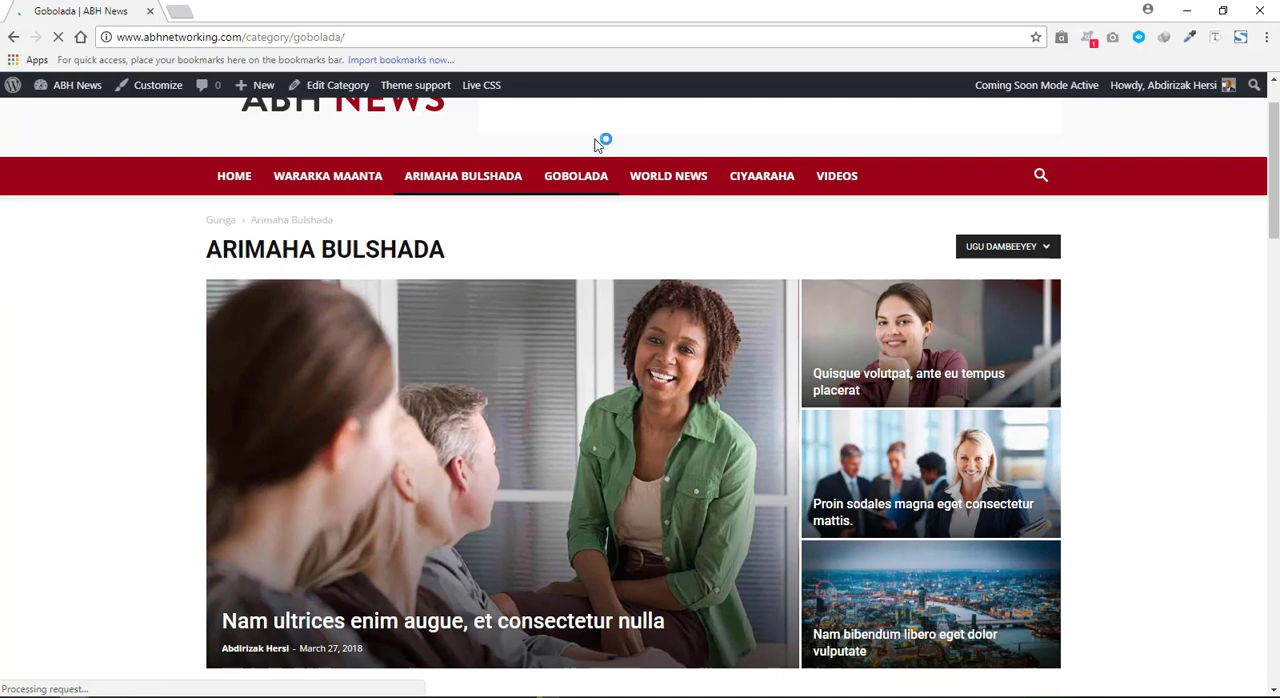 Gobolada | ABH News
www.abhnetworking.com/category/gobolada/
1
Apps For quick access, place your bookmarks here on the bookmarks bar. Import bookmarks now...
ABH News Customize 0 New Edit Category Theme support Live CSS Coming Soon Mode Active Howdy, Abdirizak Hersi
ABH NEWS
HOME WARARKA MAANTA ARIMAHA BULSHADA GOBOLADA WORLD NEWS CIYAARAHA VIDEOS
Guriga › Arimaha Bulshada
ARIMAHA BULSHADA
UGU DAMBEEYEY
Quisque volutpat, ante eu tempus
placerat
Proin sodales magna eget consectetur
mattis.
Nam ultrices enim augue, et consectetur nulla
Abdirizak Hersi - March 27, 2018
Nam bibendum libero eget dolor
vulputate
Processing request...